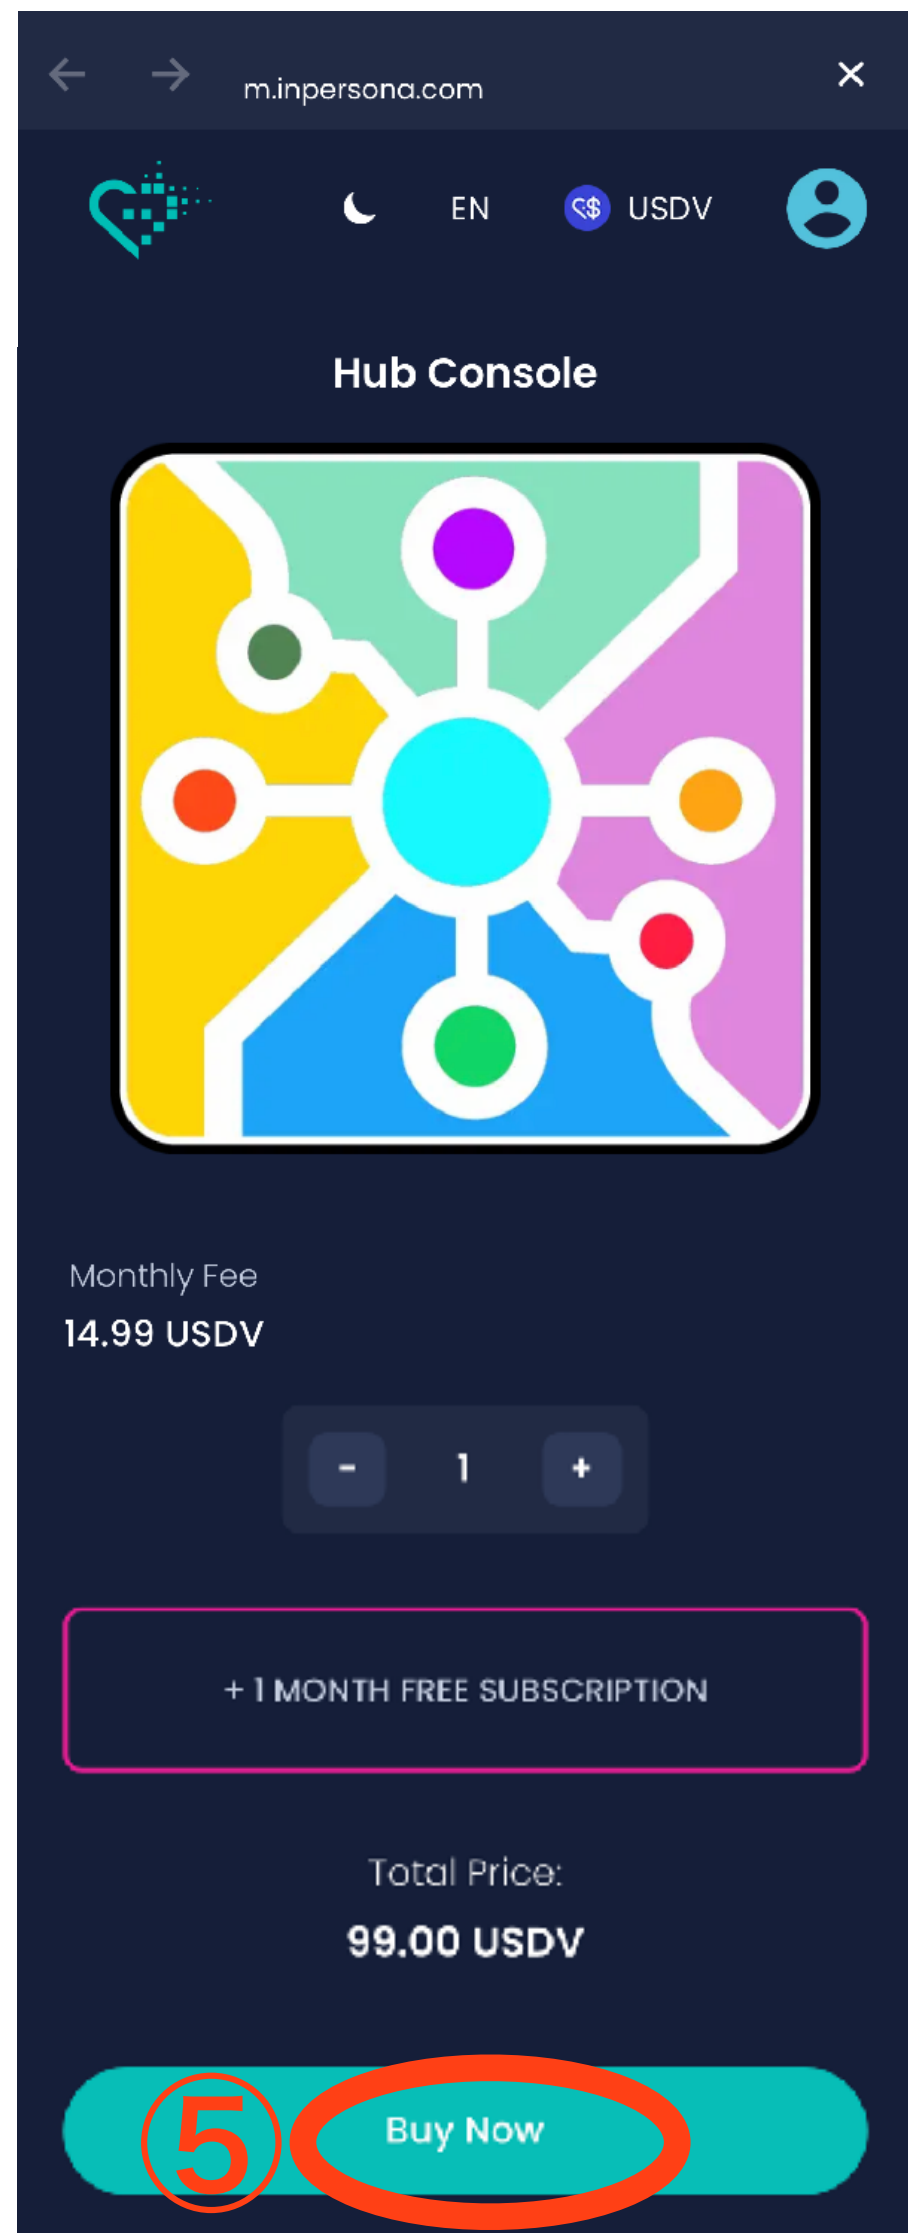 m.inpersona.com
EN
USDV
Hub Console
Monthly Fee
14.99 USDV
- 1 +
+ 1 MONTH FREE SUBSCRIPTION
Total Price:
99.00 USDV
⑤ Buy Now